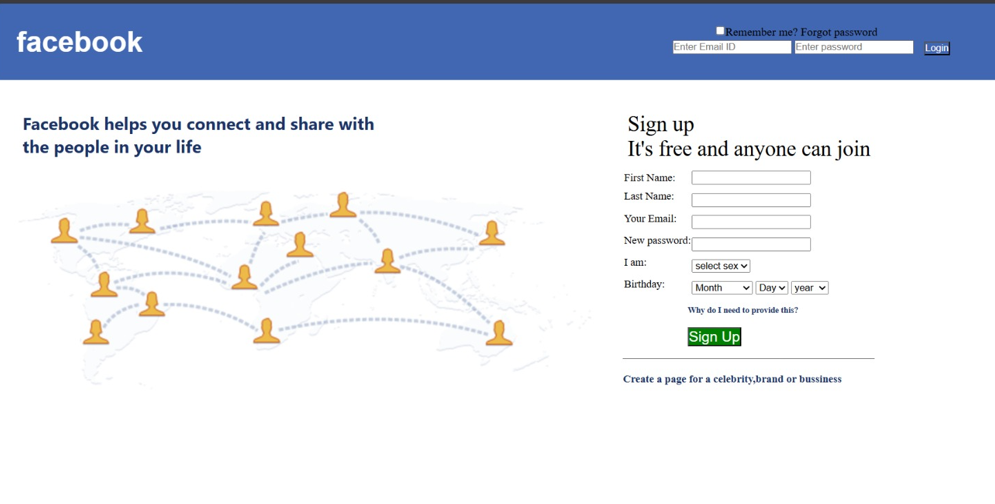 facebook
Remember me? Forgot password
Enter Email ID Enter password Login
Facebook helps you connect and share with
the people in your life
Sign up
It's free and anyone can join
First Name:
Last Name:
Your Email:
New password:
I am: select sex
Birthday: Month Day year
Why do I need to provide this?
Sign Up
Create a page for a celebrity,brand or bussiness